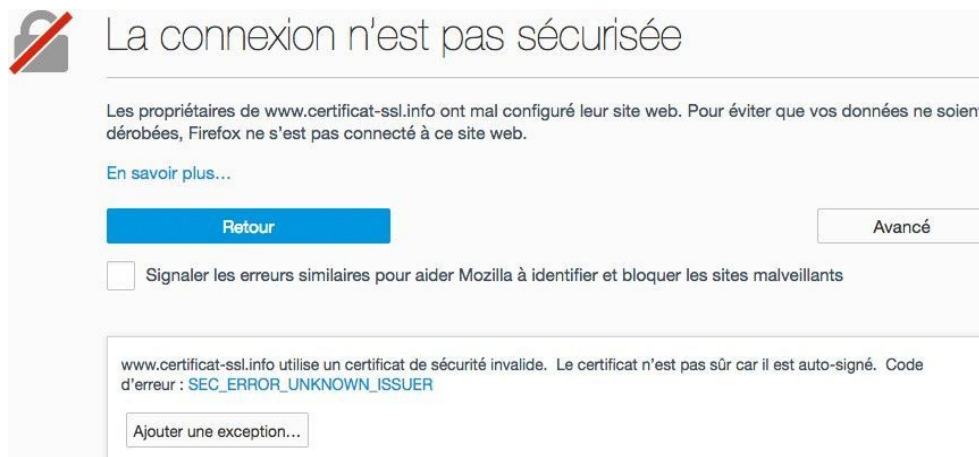 La connexion n'est pas sécurisée
Les propriétaires de www.certificat-ssl.info ont mal configuré leur site web. Pour éviter que vos données ne soient
dérobées, Firefox ne s'est pas connecté à ce site web.
En savoir plus...
Retour
Avancé
Signaler les erreurs similaires pour aider Mozilla à identifier et bloquer les sites malveillants
www.certificat-ssl.info utilise un certificat de sécurité invalide. Le certificat n'est pas sûr car il est auto-signé. Code
d'erreur : SEC_ERROR_UNKNOWN_ISSUER
Ajouter une exception...